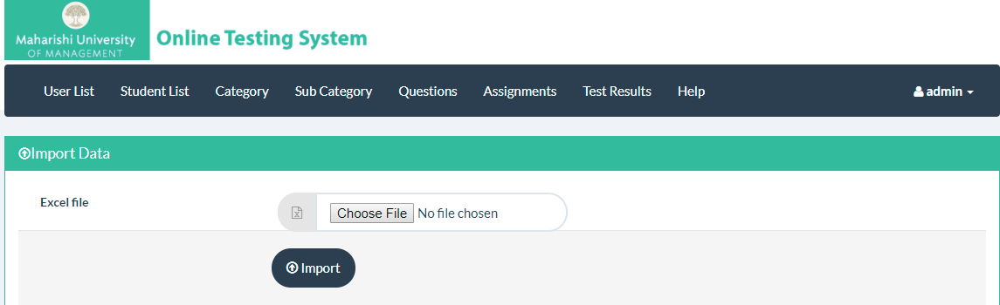 Maharishi University
OF MANAGEMENT
Online Testing System
User List Student List Category Sub Category Questions Assignments Test Results Help admin
Import Data
Excel file Choose File No file chosen
Import